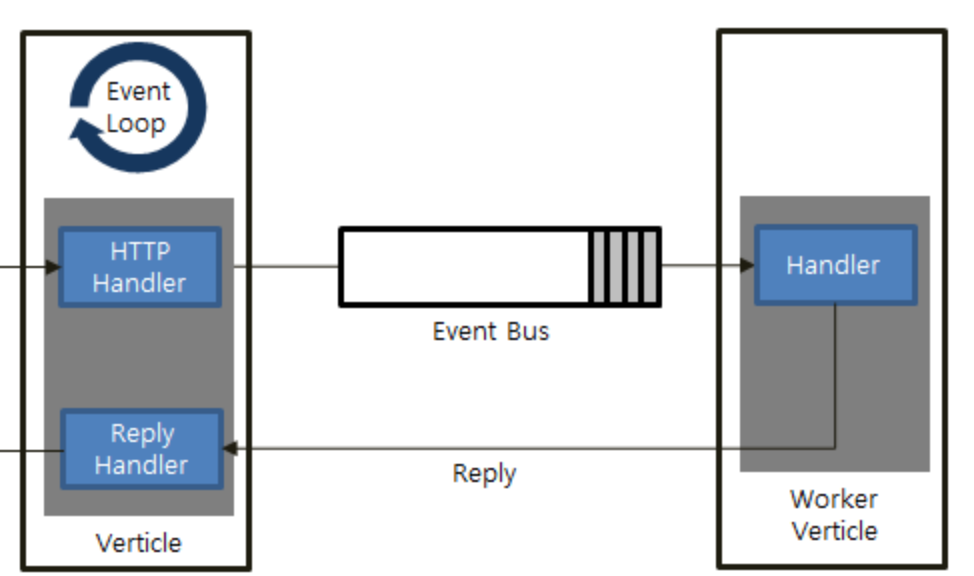 Event
Loop
HTTP
Handler
Event Bus
Handler
Reply
Handler
Reply
Verticle
Worker
Verticle